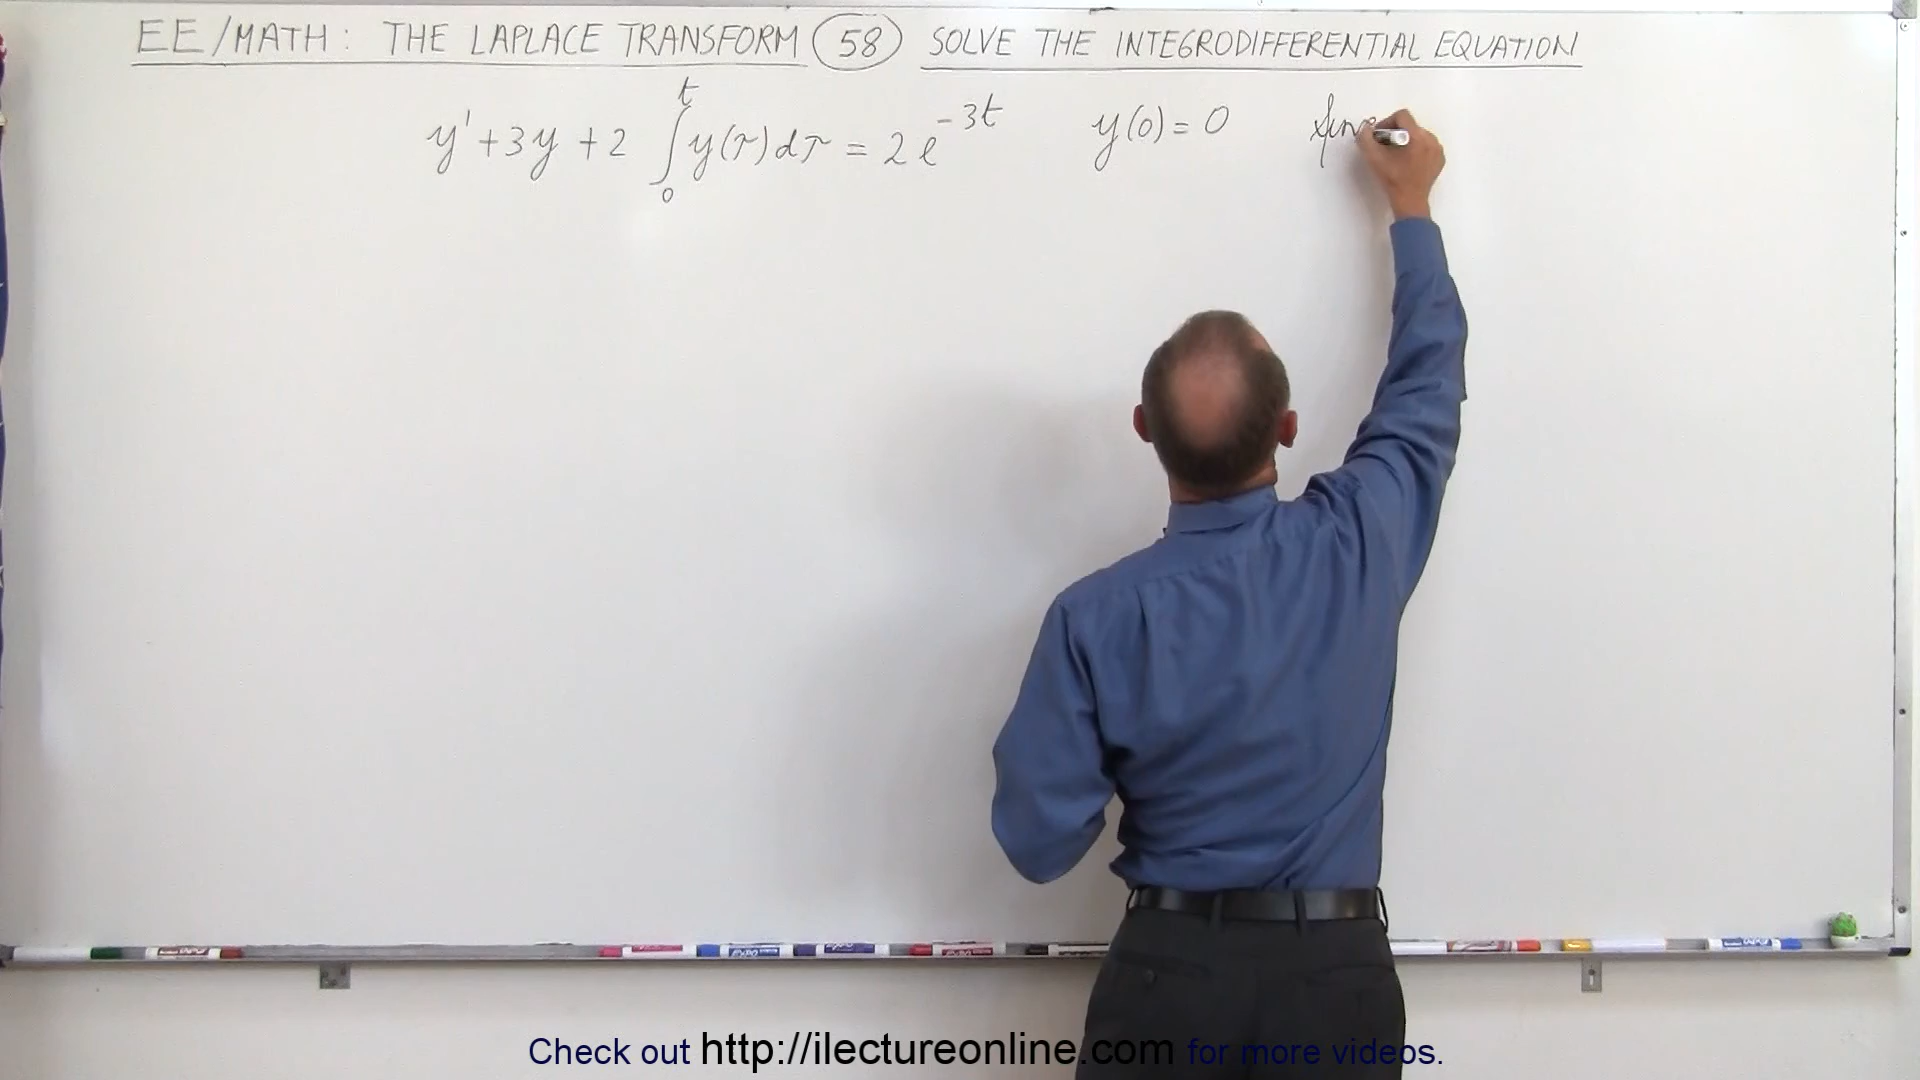 EE/MATH: THE LAPLACE TRANSFORM 58 SOLVE THE INTEGRODIFFERENTIAL EQUATION
y' + 3y + 2 ∫₀ᵗ y(τ)dτ = 2e^{-3t} y(0) = 0
Check out http://ilectureonline.com for more videos.